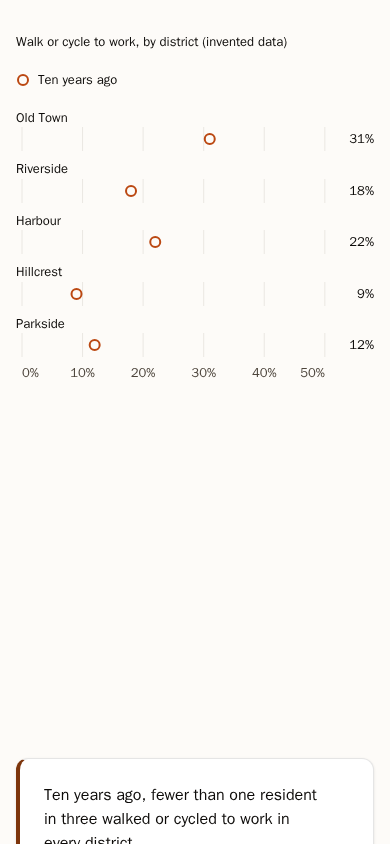 Walk or cycle to work, by district (invented data)
Ten years ago
Old Town
31%
Riverside
18%
Harbour
22%
Hillcrest
9%
Parkside
12%
0% 10% 20% 30% 40% 50%
Ten years ago, fewer than one resident
in three walked or cycled to work in
every district